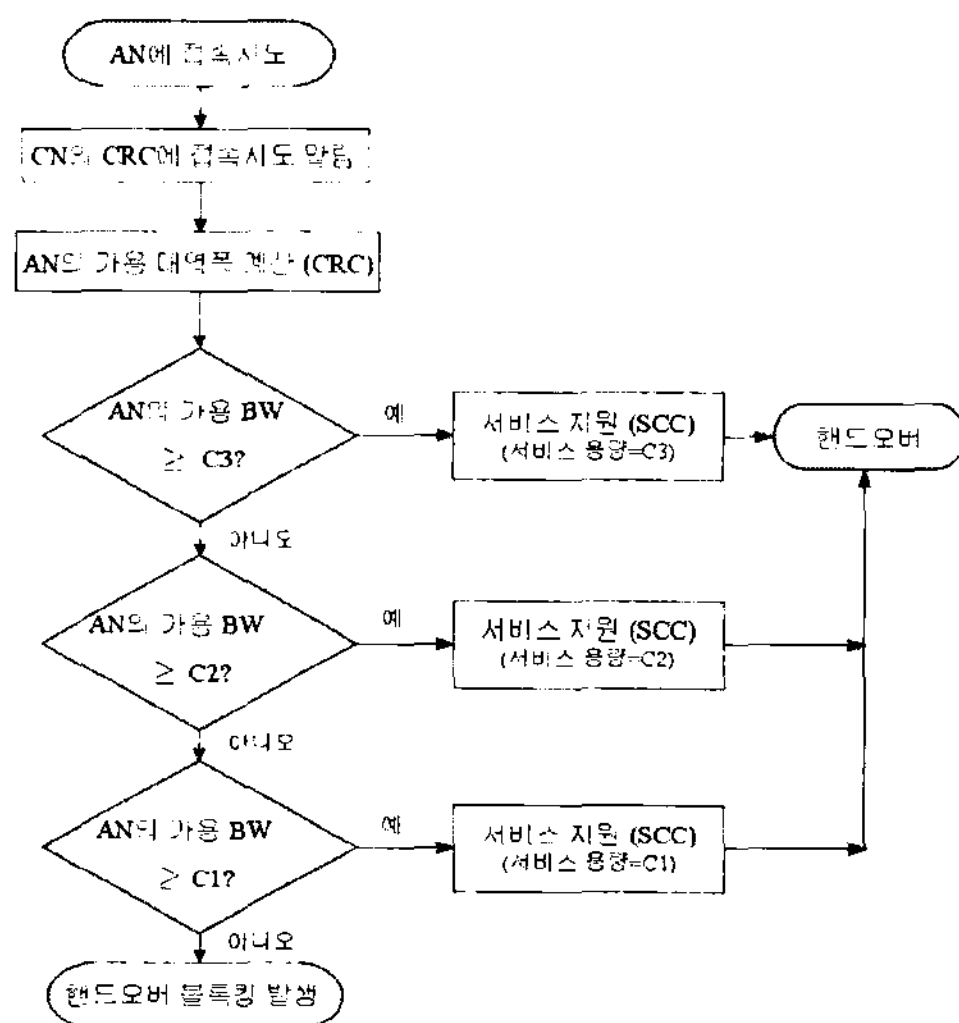 AN에 접속시도
CN의 CRC에 접속시도 알림
AN의 가용 대역폭 계산 (CRC)
AN의 가용 BW
≥ C3?
예
서비스 지원 (SCC)
(서비스 용량=C3)
핸드오버
아니오
AN의 가용 BW
≥ C2?
예
서비스 지원 (SCC)
(서비스 용량=C2)
아니오
AN의 가용 BW
≥ C1?
예
서비스 지원 (SCC)
(서비스 용량=C1)
아니오
핸드오버 블록킹 발생